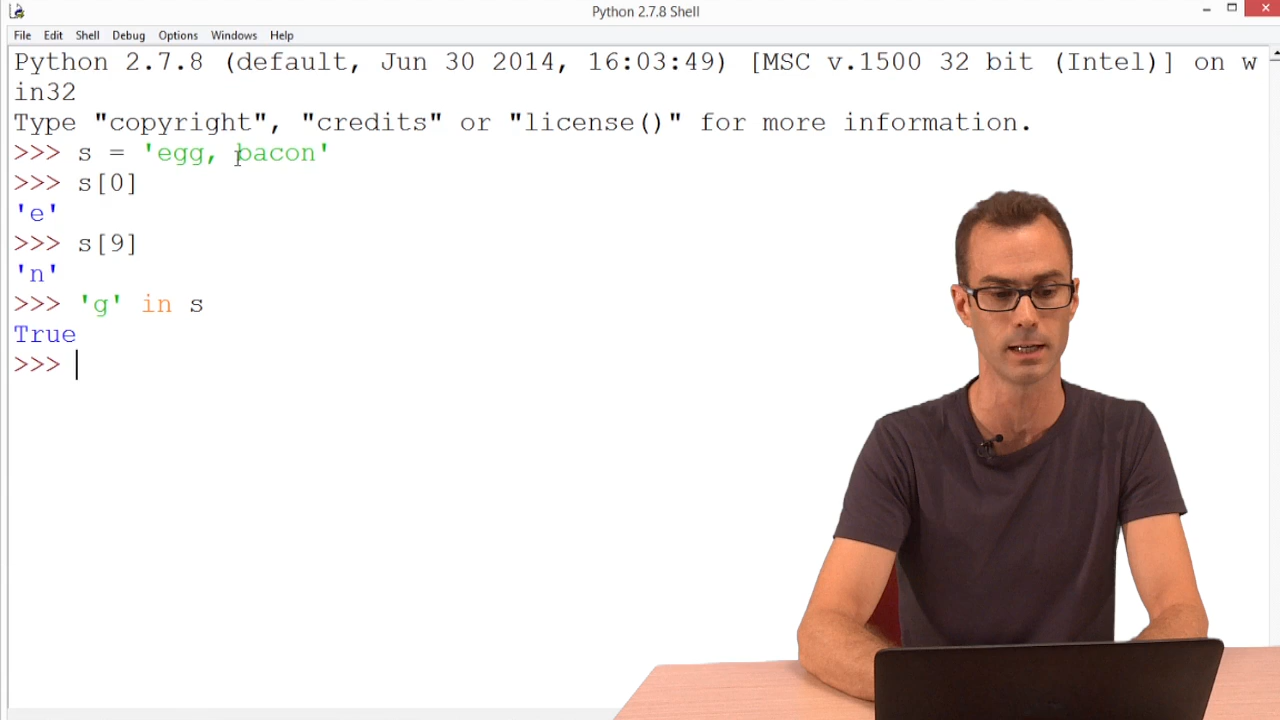 Python 2.7.8 Shell
File Edit Shell Debug Options Windows Help
Python 2.7.8 (default, Jun 30 2014, 16:03:49) [MSC v.1500 32 bit (Intel)] on w
in32
Type "copyright", "credits" or "license()" for more information.
>>> s = 'egg, bacon'
>>> s[0]
'e'
>>> s[9]
'n'
>>> 'g' in s
True
>>>